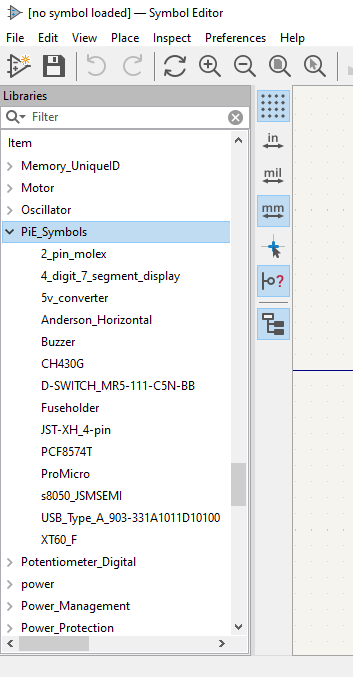 [no symbol loaded] — Symbol Editor
File Edit View Place Inspect Preferences Help
Libraries
Filter
Item
Memory_UniqueID
Motor
Oscillator
PiE_Symbols
2_pin_molex
4_digit_7_segment_display
5v_converter
Anderson_Horizontal
Buzzer
CH430G
D-SWITCH_MR5-111-C5N-BB
Fuseholder
JST-XH_4-pin
PCF8574T
ProMicro
s8050_JSMSEMI
USB_Type_A_903-331A1011D10100
XT60_F
Potentiometer_Digital
power
Power_Management
Power_Protection
in
mil
mm
?